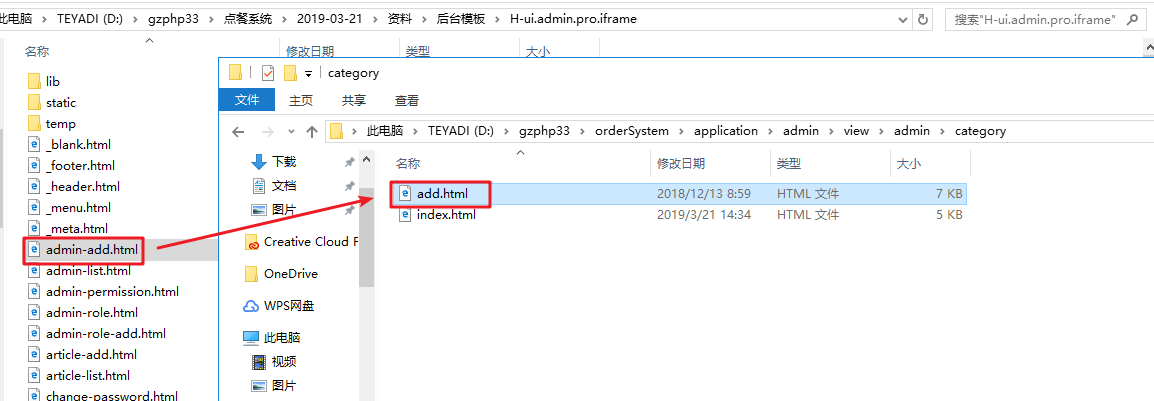 此电脑 › TEYADI (D:) › gzphp33 › 点餐系统 › 2019-03-21 › 资料 › 后台模板 › H-ui.admin.pro.iframe
搜索"H-ui.admin.pro.iframe"
名称 修改日期 类型 大小
lib
static
temp
_blank.html
_footer.html
_header.html
_menu.html
_meta.html
admin-add.html
admin-list.html
admin-permission.html
admin-role.html
admin-role-add.html
article-add.html
article-list.html
change-password.html
category
文件 主页 共享 查看
此电脑 › TEYADI (D:) › gzphp33 › orderSystem › application › admin › view › admin › category
下载
文档
图片
Creative Cloud F
OneDrive
WPS网盘
此电脑
视频
图片
名称 修改日期 类型 大小
add.html 2018/12/13 8:59 HTML 文件 7 KB
index.html 2019/3/21 14:34 HTML 文件 5 KB